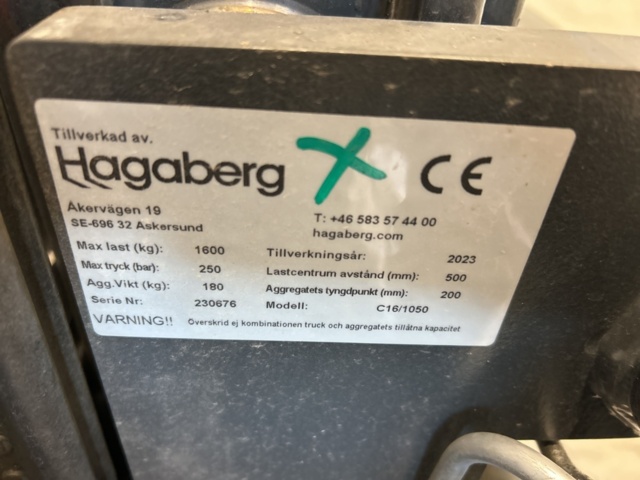 Tillverkad av.
Hagaberg CE
Åkervägen 19
SE-696 32 Askersund
T: +46 583 57 44 00
hagaberg.com
Max last (kg): 1600
Max tryck (bar): 250
Agg.Vikt (kg): 180
Serie Nr: 230676
Tillverkningsår: 2023
Lastcentrum avstånd (mm): 500
Aggregatets tyngdpunkt (mm): 200
Modell: C16/1050
VARNING!! Överskrid ej kombinationen truck och aggregatets tillåtna kapacitet